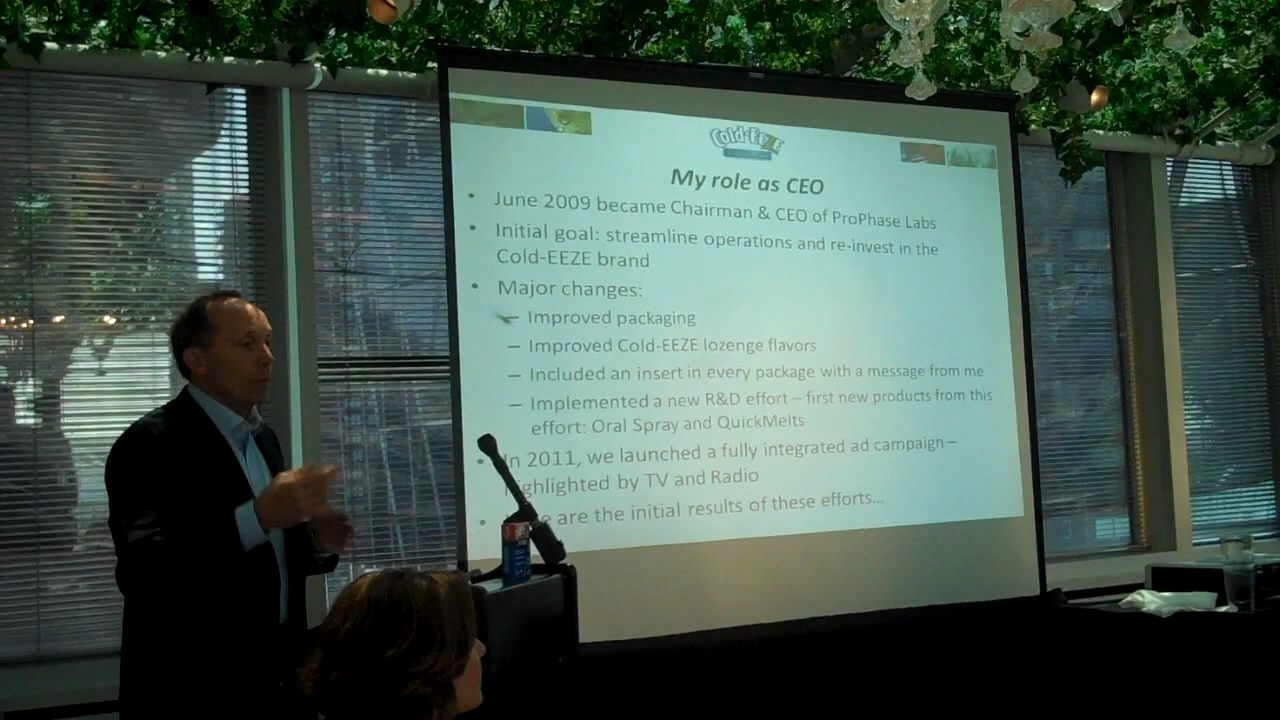 Cold-EEZE
My role as CEO
• June 2009 became Chairman & CEO of ProPhase Labs
• Initial goal: streamline operations and re-invest in the
Cold-EEZE brand
• Major changes:
– Improved packaging
– Improved Cold-EEZE lozenge flavors
– Included an insert in every package with a message from me
– Implemented a new R&D effort – first new products from this
effort: Oral Spray and QuickMelts
• In 2011, we launched a fully integrated ad campaign –
highlighted by TV and Radio
• are the initial results of these efforts...